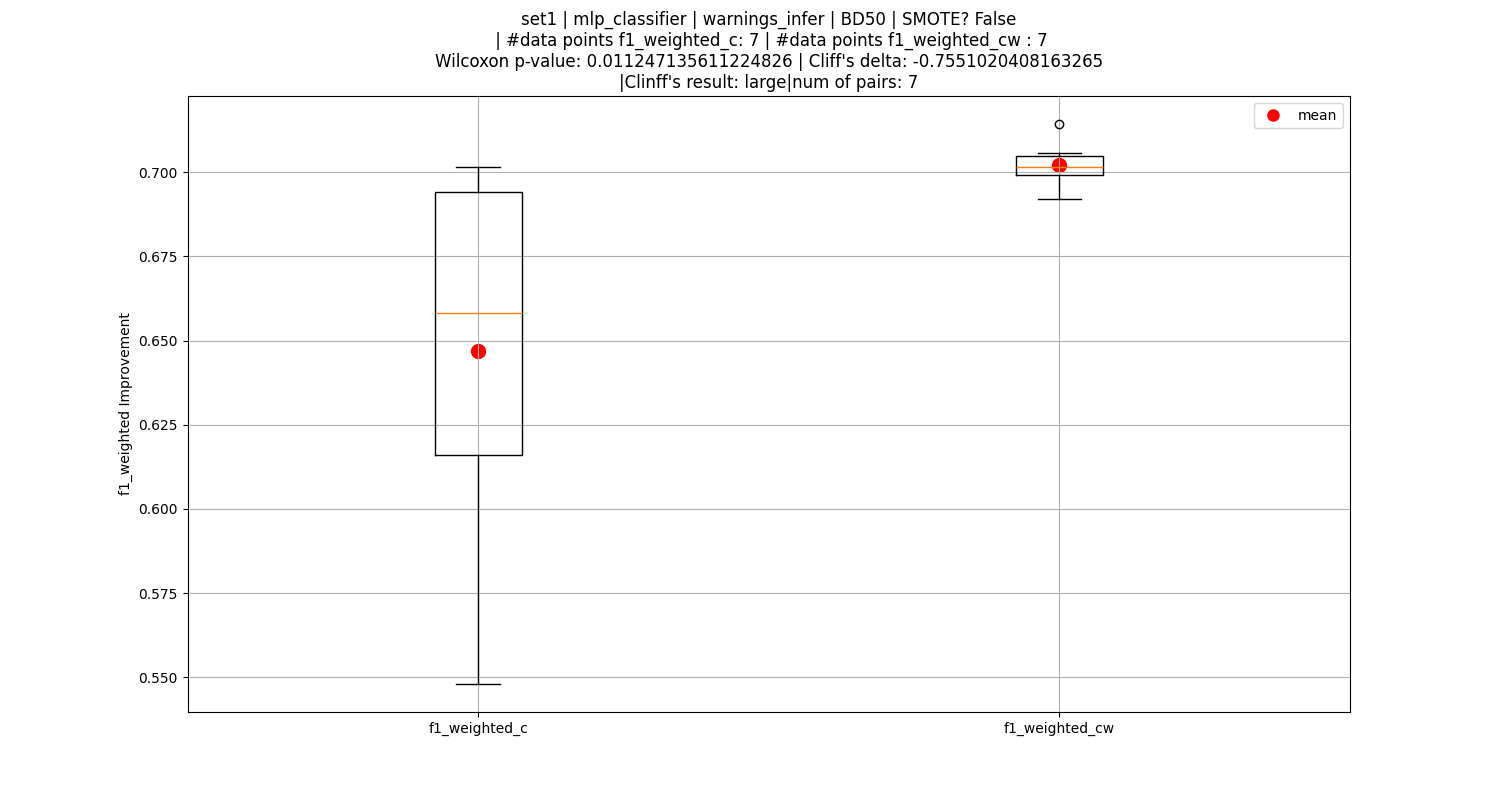 set1 | mlp_classifier | warnings_infer | BD50 | SMOTE? False
| #data points f1_weighted_c: 7 | #data points f1_weighted_cw : 7
Wilcoxon p-value: 0.011247135611224826 | Cliff's delta: -0.7551020408163265
|Clinff's result: large|num of pairs: 7
mean
0.700
0.675
0.650
0.625
0.600
0.575
0.550
f1_weighted Improvement
f1_weighted_c
f1_weighted_cw